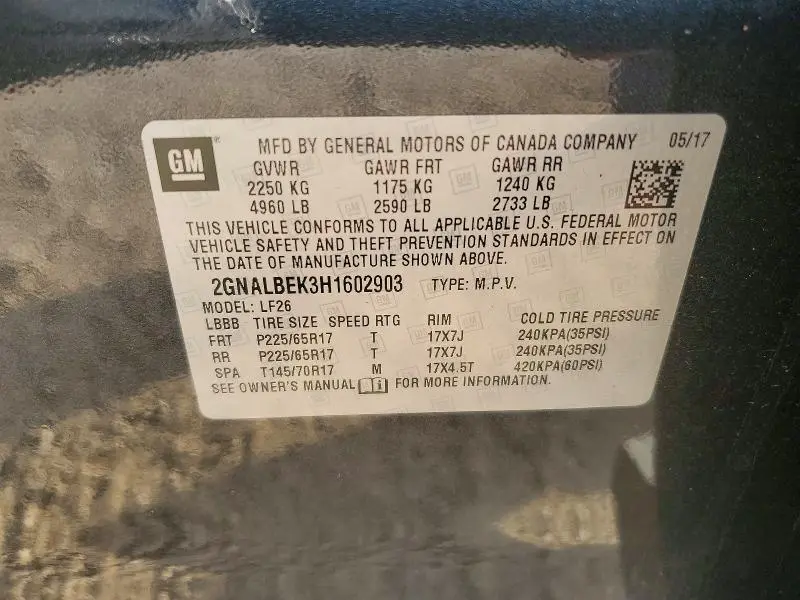 GM MFD BY GENERAL MOTORS OF CANADA COMPANY 05/17
GVWR GAWR FRT GAWR RR
2250 KG 1175 KG 1240 KG
4960 LB 2590 LB 2733 LB
THIS VEHICLE CONFORMS TO ALL APPLICABLE U.S. FEDERAL MOTOR
VEHICLE SAFETY AND THEFT PREVENTION STANDARDS IN EFFECT ON
THE DATE OF MANUFACTURE SHOWN ABOVE.
2GNALBEK3H1602903 TYPE: M.P.V.
MODEL: LF26
LBBB TIRE SIZE SPEED RTG RIM COLD TIRE PRESSURE
FRT P225/65R17 T 17X7J 240KPA(35PSI)
RR P225/65R17 T 17X7J 240KPA(35PSI)
SPA T145/70R17 M 17X4.5T 420KPA(60PSI)
SEE OWNER'S MANUAL FOR MORE INFORMATION.